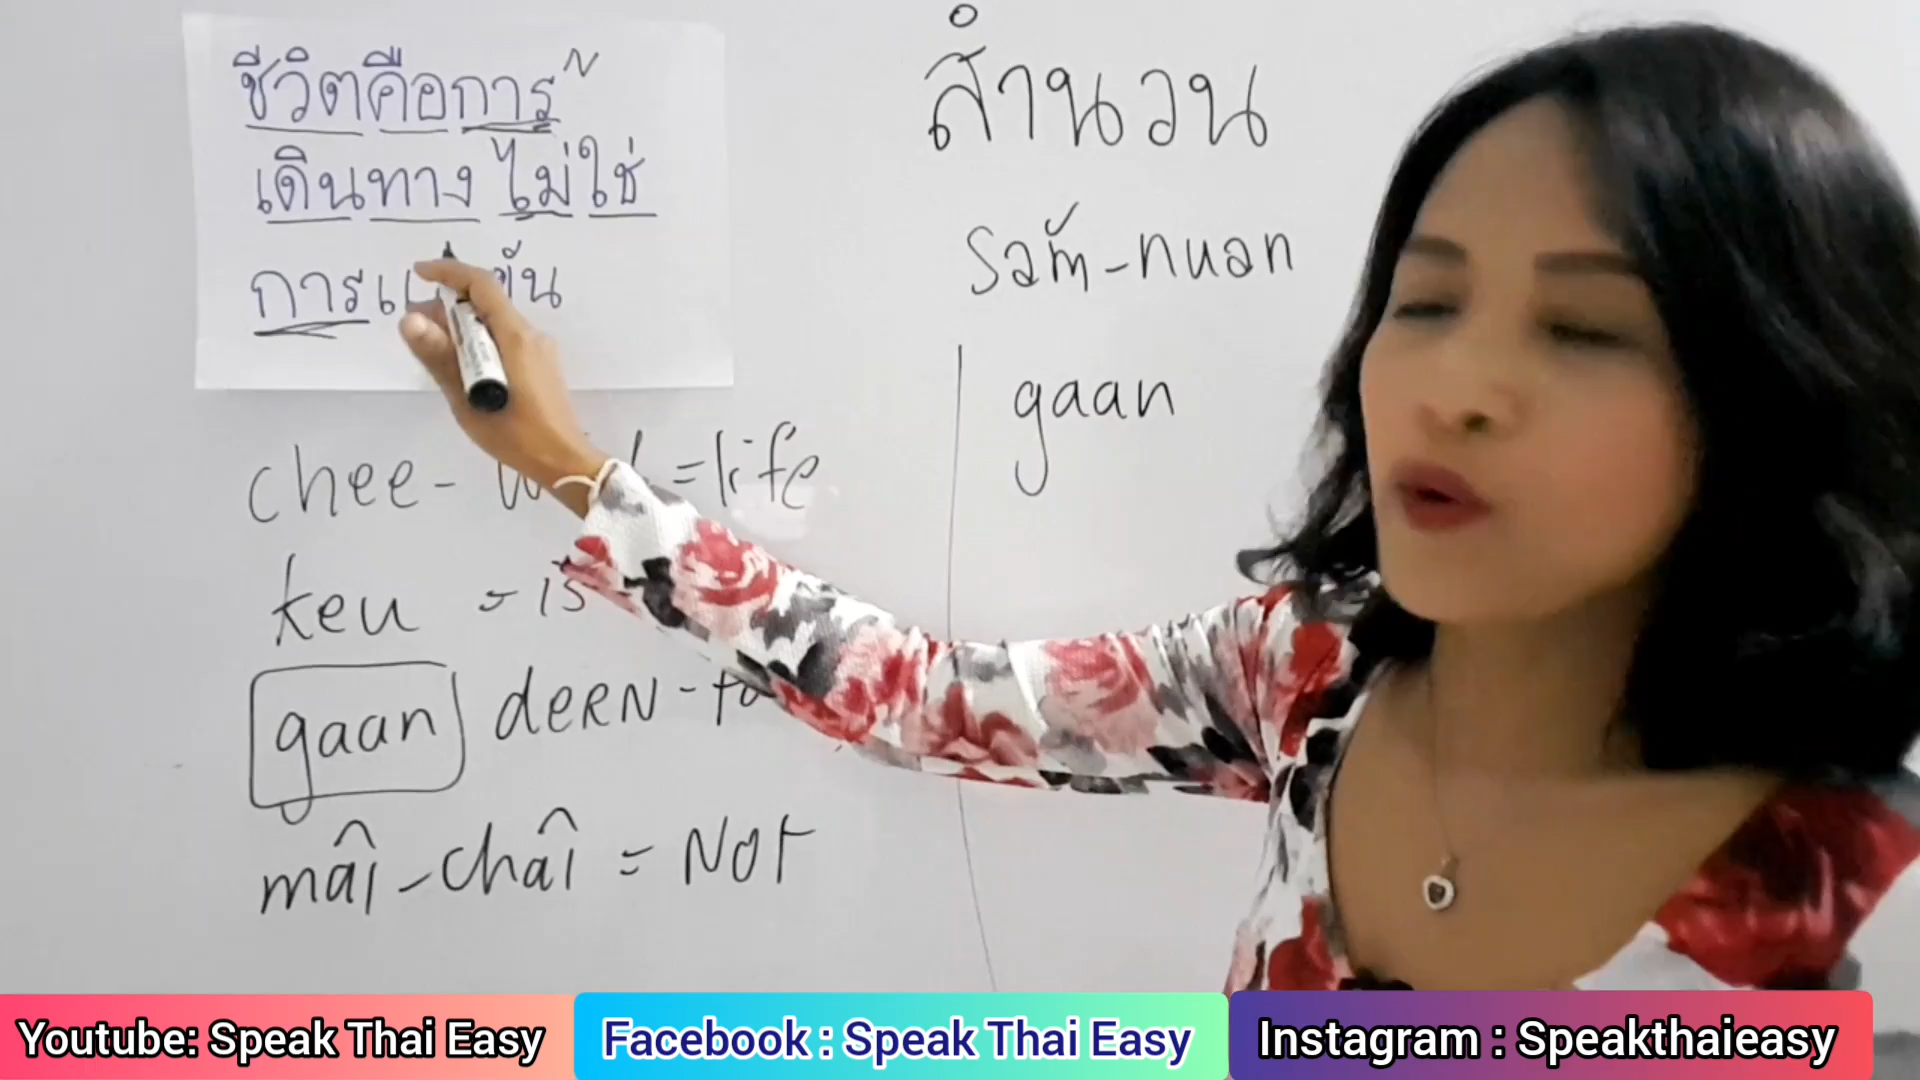 ชีวิตคือการ N
เดินทาง ไม่ใช่
การ
สำนวน
săm-nuan
gaan
chee- =life
keu = is
gaan dERN-
mâi-châi = NOT
Youtube: Speak Thai Easy
Facebook : Speak Thai Easy
Instagram : Speakthaieasy